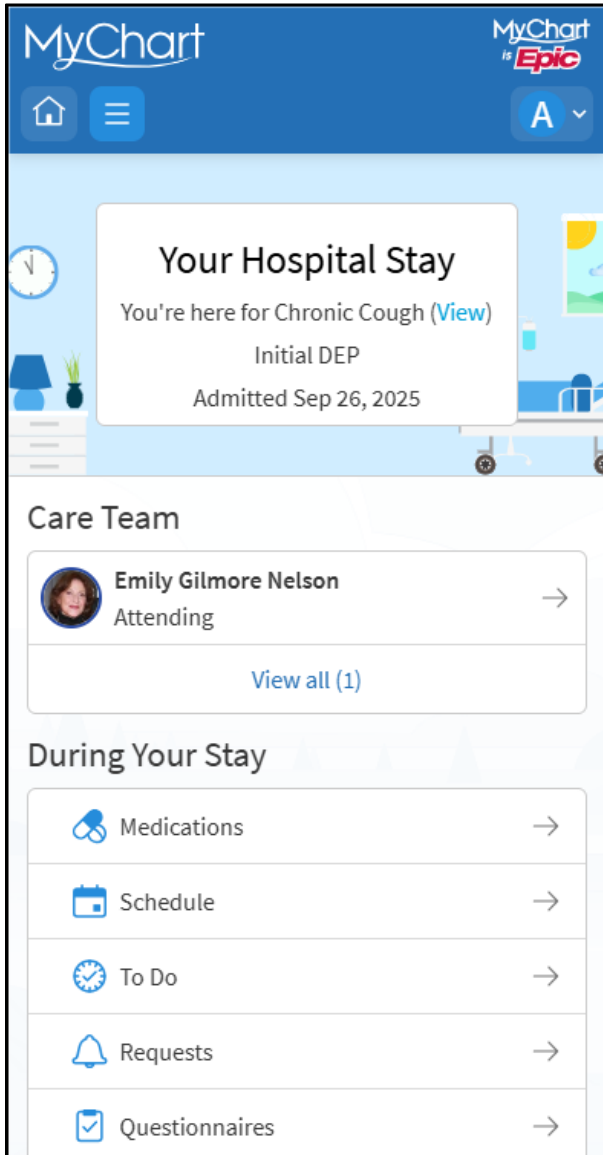 MyChart
MyChart
is Epic
A
Your Hospital Stay
You're here for Chronic Cough (View)
Initial DEP
Admitted Sep 26, 2025
Care Team
Emily Gilmore Nelson
Attending
View all (1)
During Your Stay
Medications
Schedule
To Do
Requests
Questionnaires